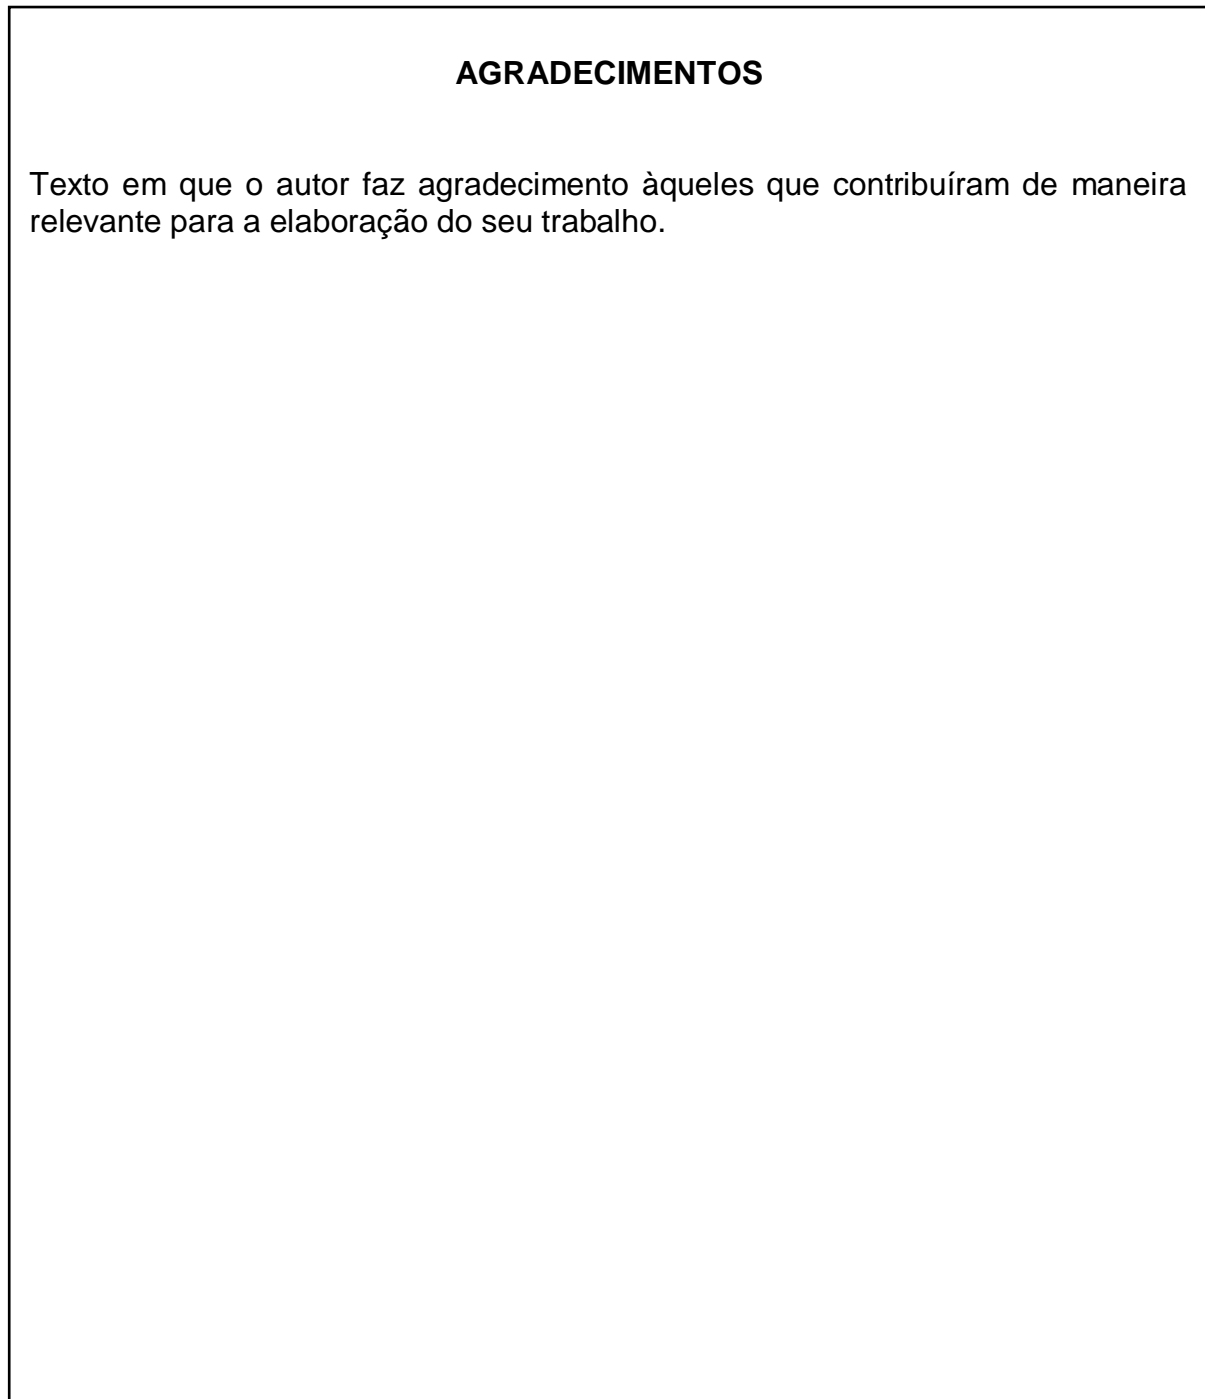 AGRADECIMENTOS
Texto em que o autor faz agradecimento àqueles que contribuíram de maneira
relevante para a elaboração do seu trabalho.